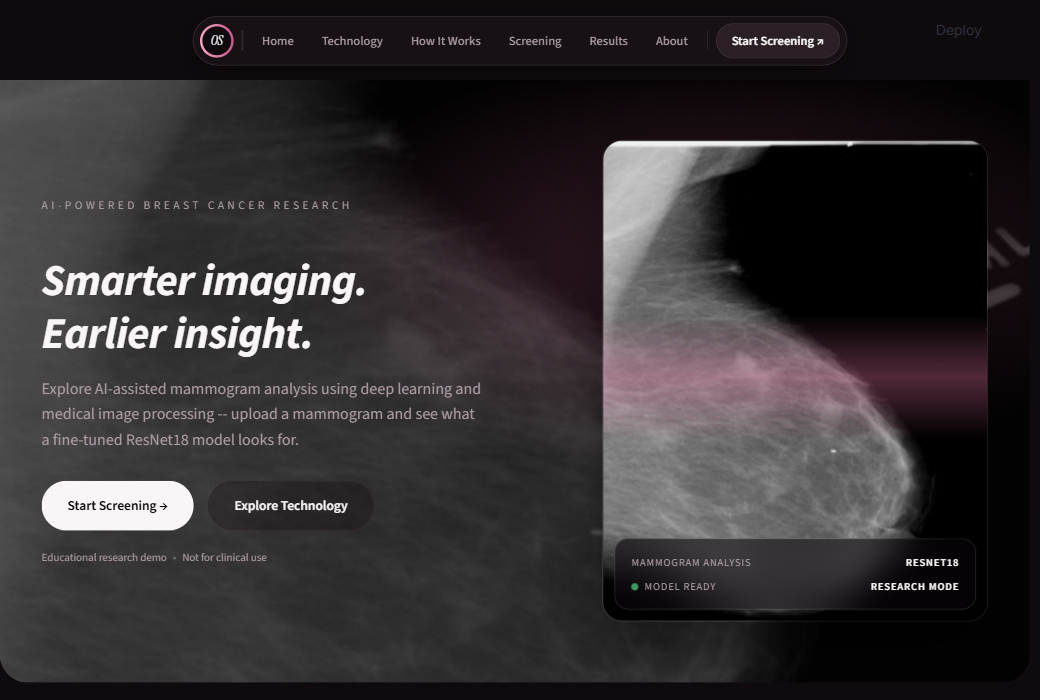 OS
Home
Technology
How It Works
Screening
Results
About
Start Screening ↗
Deploy
AI-POWERED BREAST CANCER RESEARCH
Smarter imaging.
Earlier insight.
Explore AI-assisted mammogram analysis using deep learning and
medical image processing -- upload a mammogram and see what
a fine-tuned ResNet18 model looks for.
Start Screening →
Explore Technology
Educational research demo • Not for clinical use
MAMMOGRAM ANALYSIS
RESNET18
MODEL READY
RESEARCH MODE